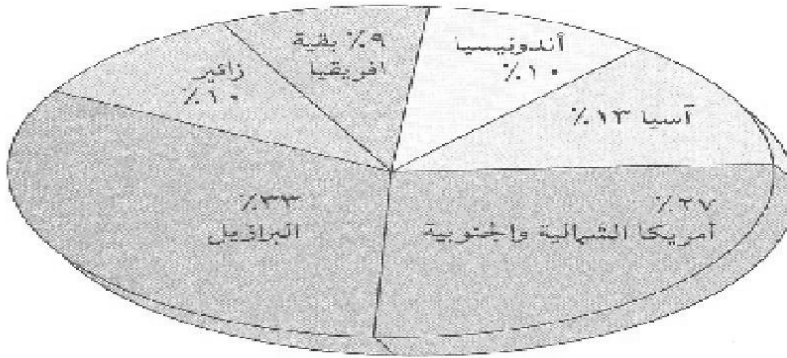 بقية ٪٩
افريقيا
أندونيسيا
١٠٪
زائير
١٠٪
آسيا ١٣٪
٣٣٪
البرازيل
٢٧٪
أمريكا الشمالية والجنوبية